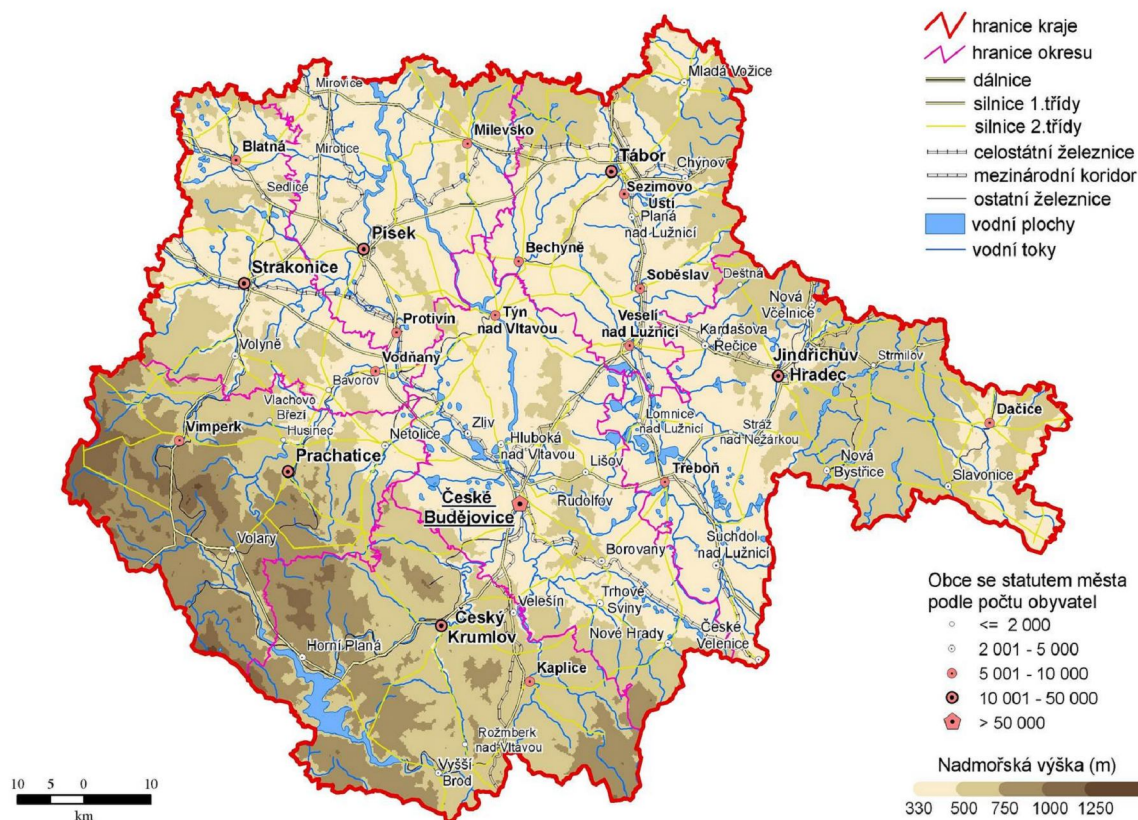 hranice kraje
hranice okresu
dálnice
silnice 1.třídy
silnice 2.třídy
celostátní železnice
mezinárodní koridor
ostatní železnice
vodní plochy
vodní toky
Mladá Vožice
Mirovice
Milevsko
Blatná
Mirotice
Tábor
Chýnov
Sedlice
Sezimovo
Ústí
Planá
nad Lužnicí
Písek
Bechyně
Strakonice
Soběslav
Deštná
Nová
Včelnice
Týn
nad Vltavou
Protivín
Veselí
nad Lužnicí
Kardašova
Řečice
Volyně
Vodňany
Jindřichův
Hradec
Strmilov
Bavorov
Vlachovo
Březí
Husinec
Dačice
Vimperk
Netolice
Zliv
Hluboká
nad Vltavou
Lomnice
nad Lužnicí
Stráž
nad Nežárkou
Prachatice
Lišov
Třeboň
Nová
Bystřice
Slavonice
České
Budějovice
Rudolfov
Volary
Borovany
Suchdol
nad Lužnicí
Trhové
Sviny
Velešín
Český
Krumlov
Nové Hrady
České
Velenice
Horní Planá
Kaplice
Rožmberk
nad Vltavou
Vyšší
Brod
Obce se statutem města
podle počtu obyvatel
<= 2 000
2 001 - 5 000
5 001 - 10 000
10 001 - 50 000
> 50 000
10 5 0 10
km
Nadmořská výška (m)
330 500 750 1000 1250